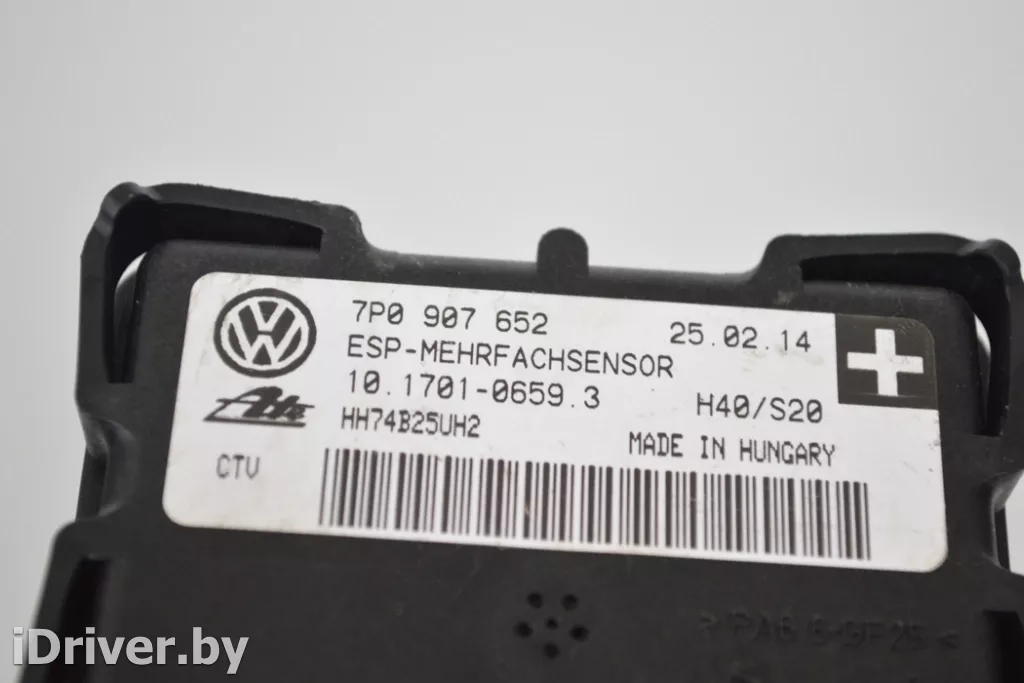 7P0 907 652
25.02.14
ESP-MEHRFACHSENSOR
10.1701-0659.3
H40/S20
Ate
HH74B25UH2
MADE IN HUNGARY
CTV
iDriver.by